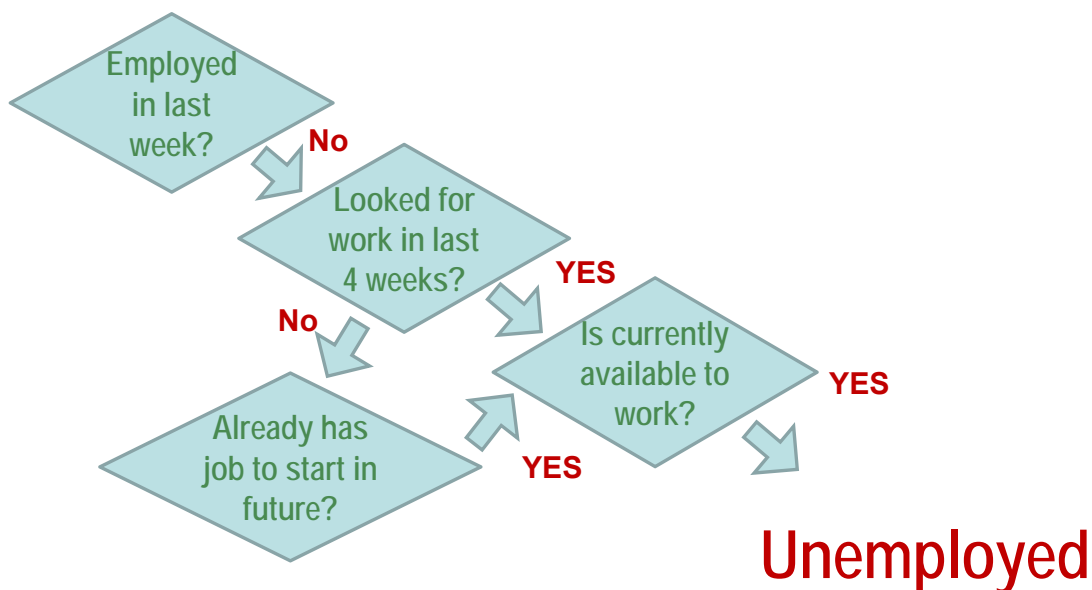 Employed
in last
week?
No
Looked for
work in last
4 weeks?
YES
No
Is currently
available to
work?
YES
Already has
job to start in
future?
YES
Unemployed